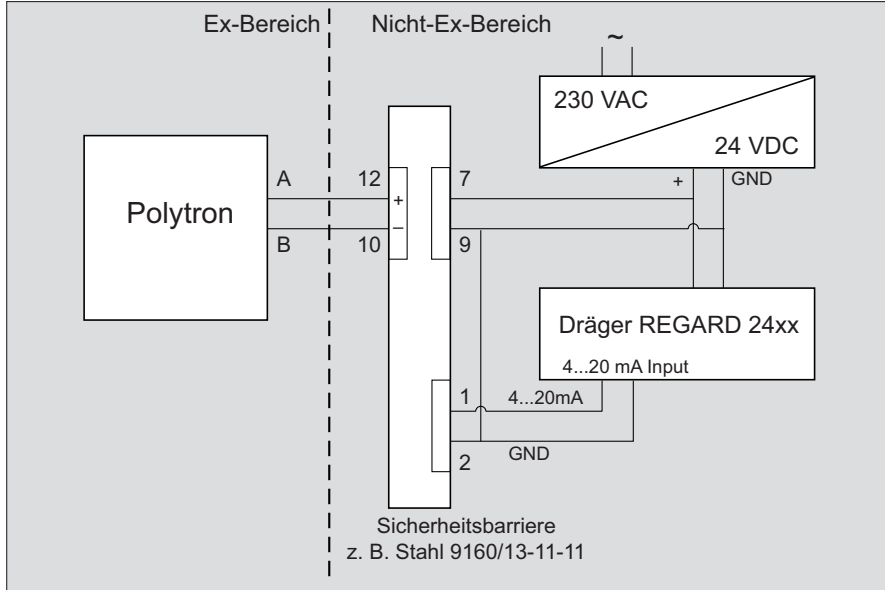 Ex-Bereich
Nicht-Ex-Bereich
~
230 VAC
24 VDC
+
GND
Polytron
A
B
12
+
−
10
7
9
Dräger REGARD 24xx
4...20 mA Input
1
4...20mA
GND
2
Sicherheitsbarriere
z. B. Stahl 9160/13-11-11